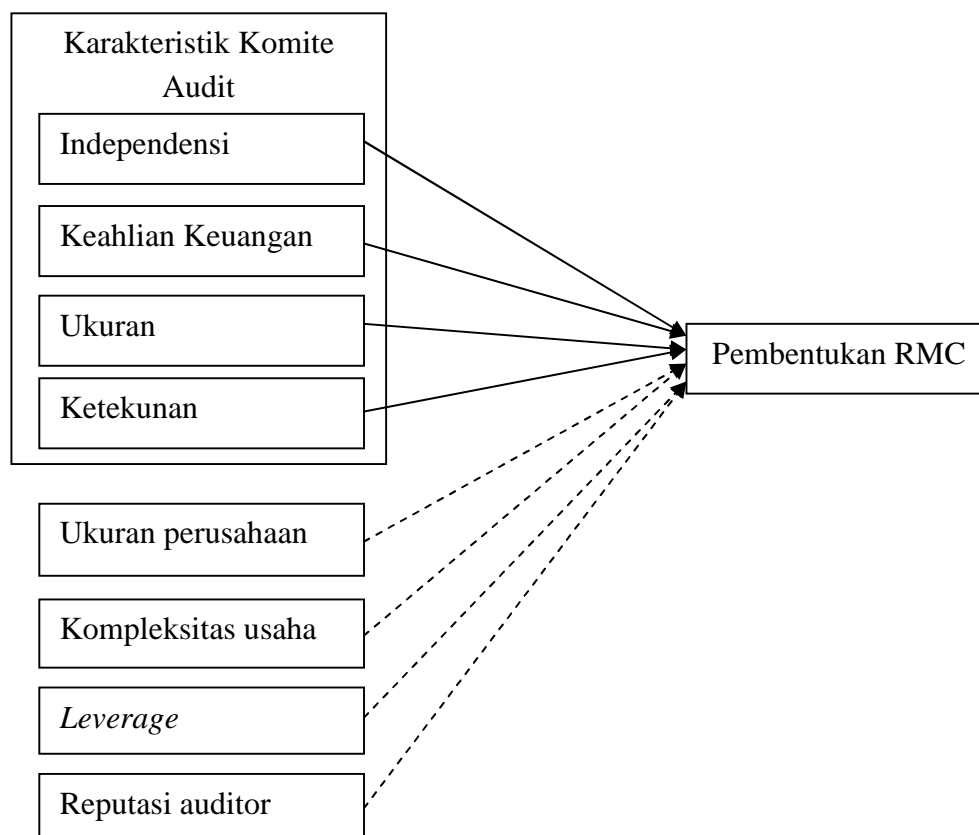 Karakteristik Komite
Audit
Independensi
Keahlian Keuangan
Ukuran
Ketekunan
Pembentukan RMC
Ukuran perusahaan
Kompleksitas usaha
Leverage
Reputasi auditor